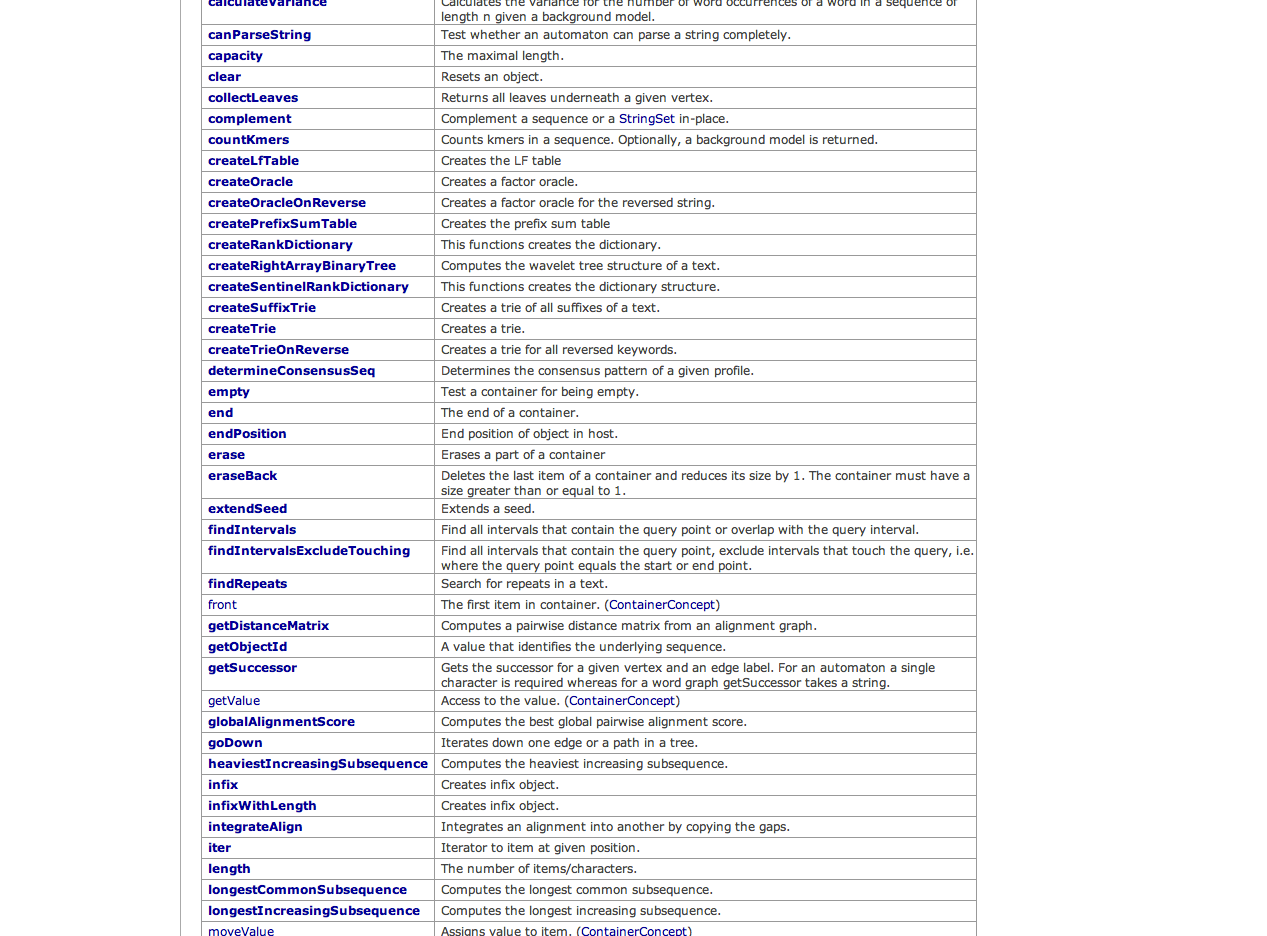 calculateVariance Calculates the variance for the number of word occurrences of a word in a sequence of
length n given a background model.
canParseString Test whether an automaton can parse a string completely.
capacity The maximal length.
clear Resets an object.
collectLeaves Returns all leaves underneath a given vertex.
complement Complement a sequence or a StringSet in-place.
countKmers Counts kmers in a sequence. Optionally, a background model is returned.
createLfTable Creates the LF table
createOracle Creates a factor oracle.
createOracleOnReverse Creates a factor oracle for the reversed string.
createPrefixSumTable Creates the prefix sum table
createRankDictionary This functions creates the dictionary.
createRightArrayBinaryTree Computes the wavelet tree structure of a text.
createSentinelRankDictionary This functions creates the dictionary structure.
createSuffixTrie Creates a trie of all suffixes of a text.
createTrie Creates a trie.
createTrieOnReverse Creates a trie for all reversed keywords.
determineConsensusSeq Determines the consensus pattern of a given profile.
empty Test a container for being empty.
end The end of a container.
endPosition End position of object in host.
erase Erases a part of a container
eraseBack Deletes the last item of a container and reduces its size by 1. The container must have a
size greater than or equal to 1.
extendSeed Extends a seed.
findIntervals Find all intervals that contain the query point or overlap with the query interval.
findIntervalsExcludeTouching Find all intervals that contain the query point, exclude intervals that touch the query, i.e.
where the query point equals the start or end point.
findRepeats Search for repeats in a text.
front The first item in container. (ContainerConcept)
getDistanceMatrix Computes a pairwise distance matrix from an alignment graph.
getObjectId A value that identifies the underlying sequence.
getSuccessor Gets the successor for a given vertex and an edge label. For an automaton a single
character is required whereas for a word graph getSuccessor takes a string.
getValue Access to the value. (ContainerConcept)
globalAlignmentScore Computes the best global pairwise alignment score.
goDown Iterates down one edge or a path in a tree.
heaviestIncreasingSubsequence Computes the heaviest increasing subsequence.
infix Creates infix object.
infixWithLength Creates infix object.
integrateAlign Integrates an alignment into another by copying the gaps.
iter Iterator to item at given position.
length The number of items/characters.
longestCommonSubsequence Computes the longest common subsequence.
longestIncreasingSubsequence Computes the longest increasing subsequence.
moveValue Assigns value to item. (ContainerConcept)